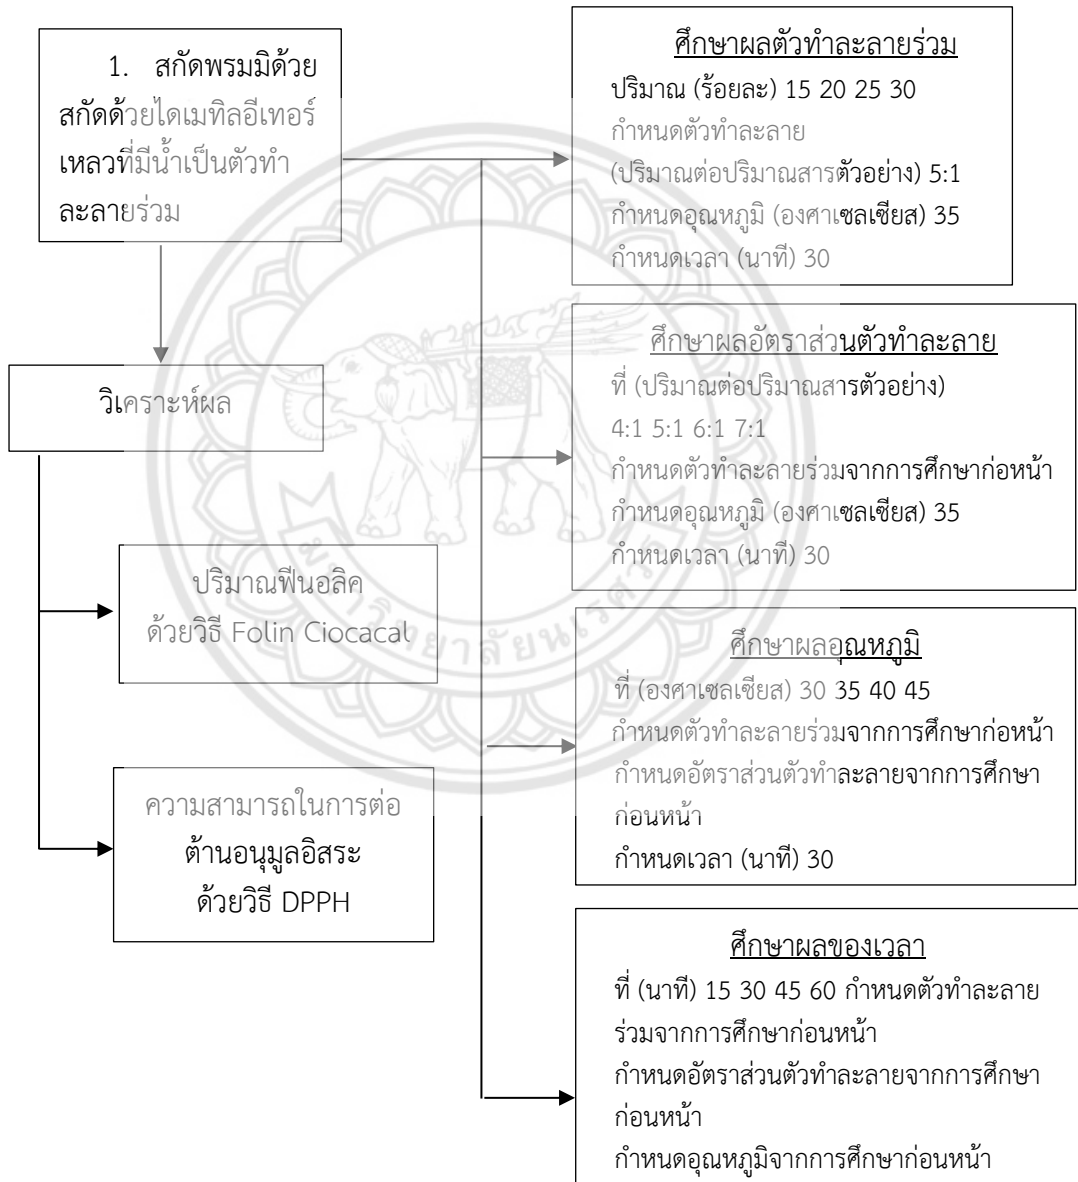 1. สกัดพรมมิด้วย
สกัดด้วยไดเมทิลอีเทอร์
เหลวที่มีน้ำเป็นตัวทำ
ละลายร่วม
วิเคราะห์ผล
ปริมาณฟีนอลิค
ด้วยวิธี Folin Ciocacal
ความสามารถในการต่อ
ต้านอนุมูลอิสระ
ด้วยวิธี DPPH
ศึกษาผลตัวทำละลายร่วม
ปริมาณ (ร้อยละ) 15 20 25 30
กำหนดตัวทำละลาย
(ปริมาณต่อปริมาณสารตัวอย่าง) 5:1
กำหนดอุณหภูมิ (องศาเซลเซียส) 35
กำหนดเวลา (นาที) 30
ศึกษาผลอัตราส่วนตัวทำละลาย
ที่ (ปริมาณต่อปริมาณสารตัวอย่าง)
4:1 5:1 6:1 7:1
กำหนดตัวทำละลายร่วมจากการศึกษาก่อหน้า
กำหนดอุณหภูมิ (องศาเซลเซียส) 35
กำหนดเวลา (นาที) 30
ศึกษาผลอุณหภูมิ
ที่ (องศาเซลเซียส) 30 35 40 45
กำหนดตัวทำละลายร่วมจากการศึกษาก่อหน้า
กำหนดอัตราส่วนตัวทำละลายจากการศึกษา
ก่อนหน้า
กำหนดเวลา (นาที) 30
ศึกษาผลของเวลา
ที่ (นาที) 15 30 45 60 กำหนดตัวทำละลาย
ร่วมจากการศึกษาก่อนหน้า
กำหนดอัตราส่วนตัวทำละลายจากการศึกษา
ก่อนหน้า
กำหนดอุณหภูมิจากการศึกษาก่อนหน้า
มหาวิทยาลัยนเรศวร